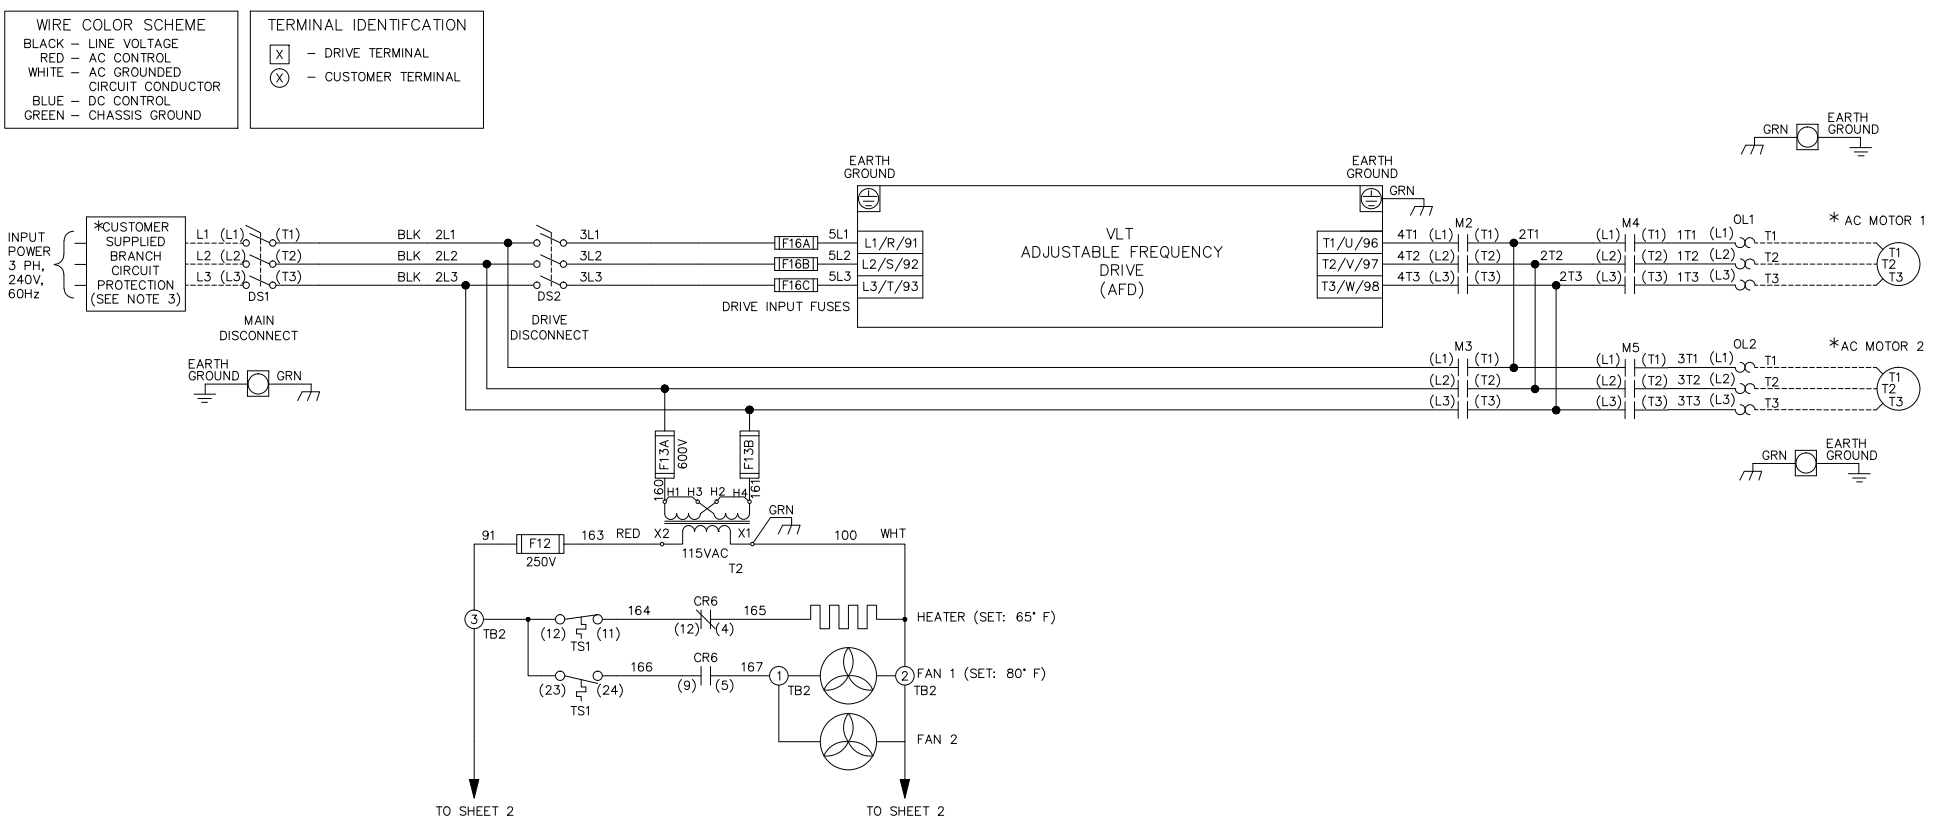 WIRE COLOR SCHEME
BLACK – LINE VOLTAGE
RED – AC CONTROL
WHITE – AC GROUNDED
CIRCUIT CONDUCTOR
BLUE – DC CONTROL
GREEN – CHASSIS GROUND
TERMINAL IDENTIFCATION
X – DRIVE TERMINAL
X – CUSTOMER TERMINAL
INPUT
POWER
3 PH,
240V,
60Hz
*CUSTOMER
SUPPLIED
BRANCH
CIRCUIT
PROTECTION
(SEE NOTE 3)
L1 (L1) (T1) BLK 2L1 3L1 F16A 5L1 L1/R/91
L2 (L2) (T2) BLK 2L2 3L2 F16B 5L2 L2/S/92
L3 (L3) (T3) BLK 2L3 3L3 F16C 5L3 L3/T/93
DS1
MAIN
DISCONNECT
DS2
DRIVE
DISCONNECT
DRIVE INPUT FUSES
EARTH
GROUND
GRN
EARTH
GROUND
VLT
ADJUSTABLE FREQUENCY
DRIVE
(AFD)
EARTH
GROUND
GRN
GRN
EARTH
GROUND
M2 M4 OL1 * AC MOTOR 1
T1/U/96 4T1 (L1) (T1) 2T1 (L1) (T1) 1T1 (L1) T1 T1
T2/V/97 4T2 (L2) (T2) 2T2 (L2) (T2) 1T2 (L2) T2 T2
T3/W/98 4T3 (L3) (T3) 2T3 (L3) (T3) 1T3 (L3) T3 T3
M3 M5 OL2 * AC MOTOR 2
(L1) (T1) (L1) (T1) 3T1 (L1) T1 T1
(L2) (T2) (L2) (T2) 3T2 (L2) T2 T2
(L3) (T3) (L3) (T3) 3T3 (L3) T3 T3
GRN
EARTH
GROUND
F13A
600V
F13B
160
H1 H3 H2 H4
161
GRN
91 F12 163 RED X2 X1 100 WHT
250V
115VAC
T2
3
TB2
(12) (11) 164 CR6 165
TS1
(12) (4)
HEATER (SET: 65° F)
(23) (24) 166 CR6 167 1
TS1
(9) (5)
TB2
2 FAN 1 (SET: 80° F)
TB2
FAN 2
TO SHEET 2
TO SHEET 2